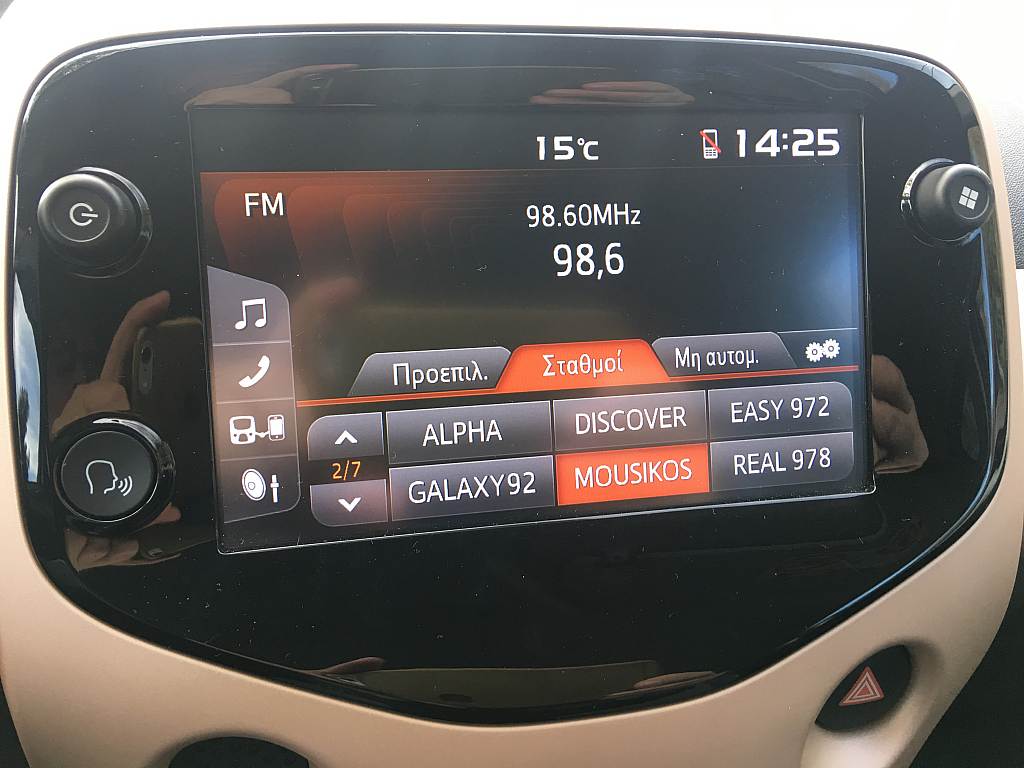 15°C 14:25
FM 98.60MHz
98,6
Προεπιλ. Σταθμοί Μη αυτομ.
ALPHA DISCOVER EASY 972
2/7
GALAXY92 MOUSIKOS REAL 978